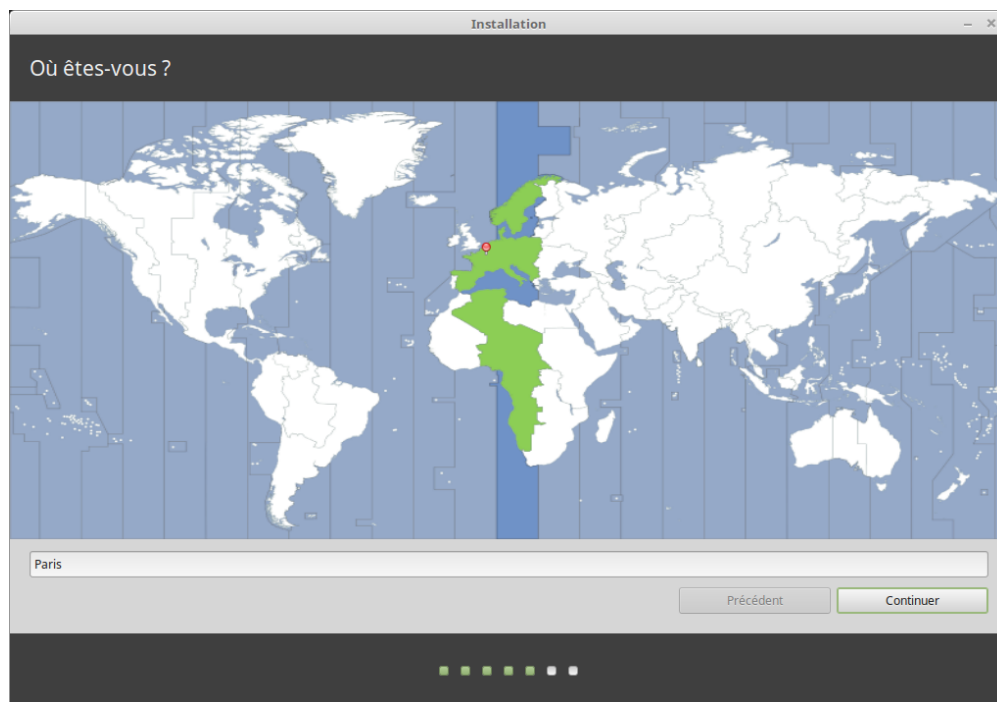 Installation
Où êtes-vous ?
Paris
Précédent
Continuer